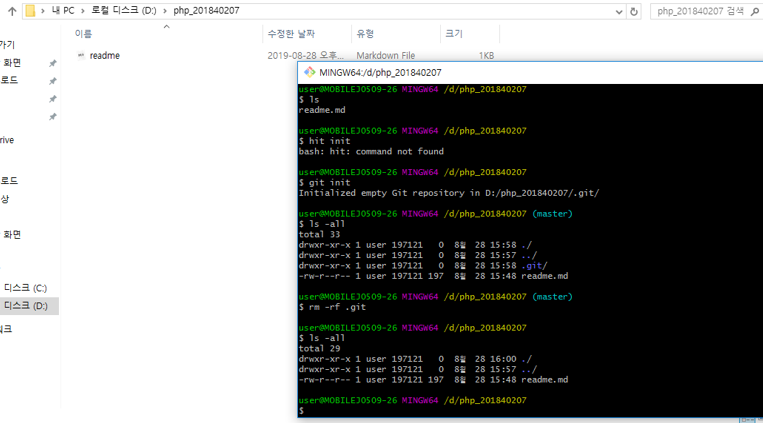 내 PC > 로컬 디스크 (D:) > php_201840207
php_201840207 검색
이름 수정한 날짜 유형 크기
readme 2019-08-28 오후... Markdown File 1KB
가기
화면
로드
rive
로드
상
화면
디스크 (C:)
디스크 (D:)
워크
MINGW64:/d/php_201840207
user@MOBILEJ0509-26 MINGW64 /d/php_201840207
$ ls
readme.md
user@MOBILEJ0509-26 MINGW64 /d/php_201840207
$ hit init
bash: hit: command not found
user@MOBILEJ0509-26 MINGW64 /d/php_201840207
$ git init
Initialized empty Git repository in D:/php_201840207/.git/
user@MOBILEJ0509-26 MINGW64 /d/php_201840207 (master)
$ ls -all
total 33
drwxr-xr-x 1 user 197121 0 8월 28 15:58 ./
drwxr-xr-x 1 user 197121 0 8월 28 15:57 ../
drwxr-xr-x 1 user 197121 0 8월 28 15:58 .git/
-rw-r--r-- 1 user 197121 197 8월 28 15:48 readme.md
user@MOBILEJ0509-26 MINGW64 /d/php_201840207 (master)
$ rm -rf .git
user@MOBILEJ0509-26 MINGW64 /d/php_201840207
$ ls -all
total 29
drwxr-xr-x 1 user 197121 0 8월 28 16:00 ./
drwxr-xr-x 1 user 197121 0 8월 28 15:57 ../
-rw-r--r-- 1 user 197121 197 8월 28 15:48 readme.md
user@MOBILEJ0509-26 MINGW64 /d/php_201840207
$